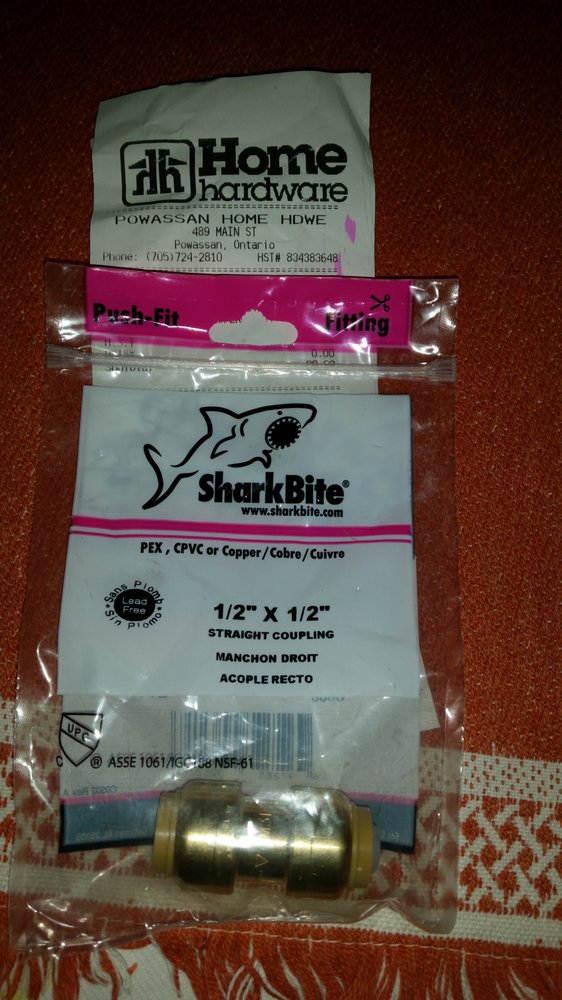 Home
hardware
POWASSAN HOME HDWE
489 MAIN ST
Powassan, Ontario
Phone: (705)724-2810 HST# 834383648
Push-Fit Fitting
0.00
SharkBite®
www.sharkbite.com
PEX, CPVC or Copper/Cobre/Cuivre
Sans Plomb
Lead
Free
Sin Plomo
1/2" X 1/2"
STRAIGHT COUPLING
MANCHON DROIT
ACOPLE RECTO
UPC
C ® ASSE 1061/IGC188 NSF-61